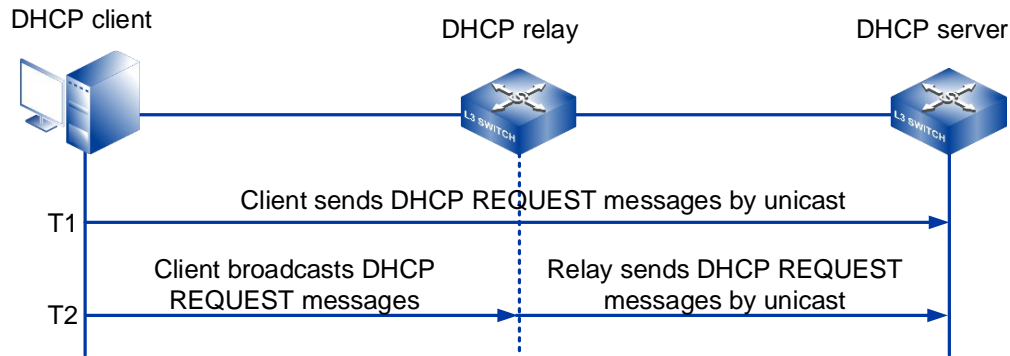 DHCP client
DHCP relay
DHCP server
L3 SWITCH
L3 SWITCH
Client sends DHCP REQUEST messages by unicast
T1
Client broadcasts DHCP
REQUEST messages
Relay sends DHCP REQUEST
messages by unicast
T2